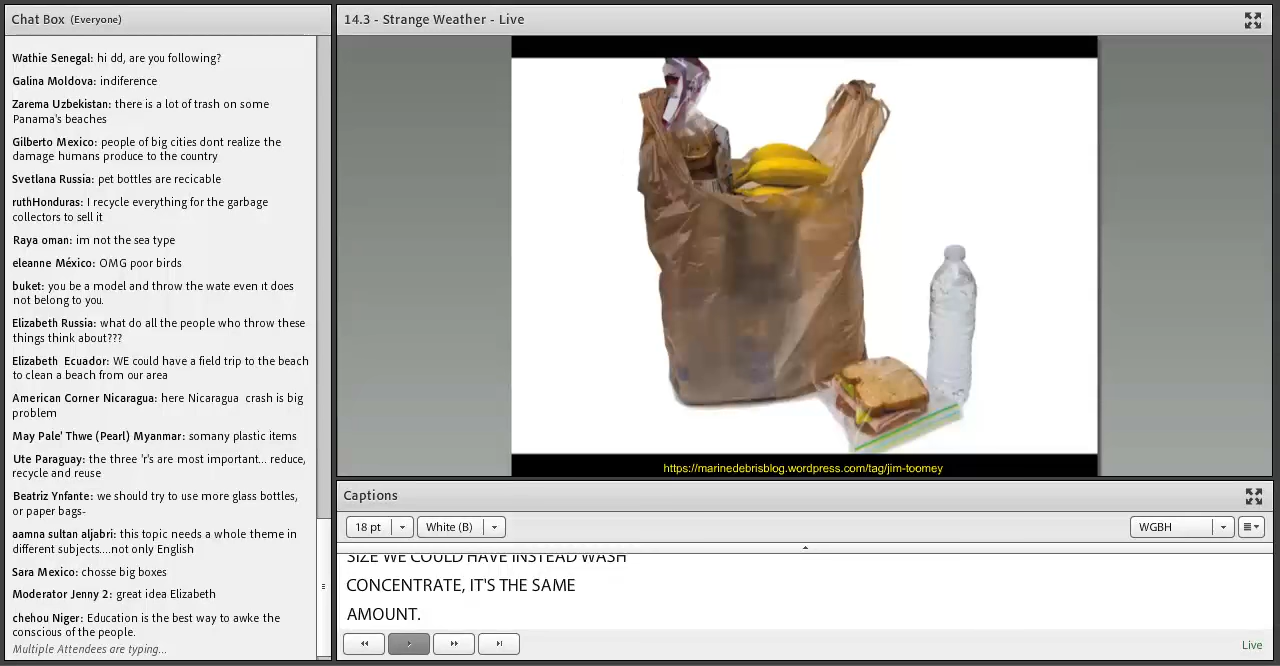 Chat Box (Everyone)
Wathie Senegal: hi dd, are you following?
Galina Moldova: indiference
Zarema Uzbekistan: there is a lot of trash on some
Panama's beaches
Gilberto Mexico: people of big cities dont realize the
damage humans produce to the country
Svetlana Russia: pet bottles are recicable
ruthHonduras: I recycle everything for the garbage
collectors to sell it
Raya oman: im not the sea type
eleanne México: OMG poor birds
buket: you be a model and throw the wate even ıt does
not belong to you.
Elizabeth Russia: what do all the people who throw these
things think about???
Elizabeth Ecuador: WE could have a field trip to the beach
to clean a beach from our area
American Corner Nicaragua: here Nicaragua crash is big
problem
May Pale' Thwe (Pearl) Myanmar: somany plastic items
Ute Paraguay: the three 'r's are most important... reduce,
recycle and reuse
Beatriz Ynfante: we should try to use more glass bottles,
or paper bags-
aamna sultan aljabri: this topic needs a whole theme in
different subjects....not only English
Sara Mexico: chosse big boxes
Moderator Jenny 2: great idea Elizabeth
chehou Niger: Education is the best way to awke the
conscious of the people.
Multiple Attendees are typing...
14.3 - Strange Weather - Live
https://marinedebrisblog.wordpress.com/tag/jim-toomey
Captions
18 pt White (B) WGBH
SIZE WE COULD HAVE INSTEAD WASH
CONCENTRATE, IT'S THE SAME
AMOUNT.
Live